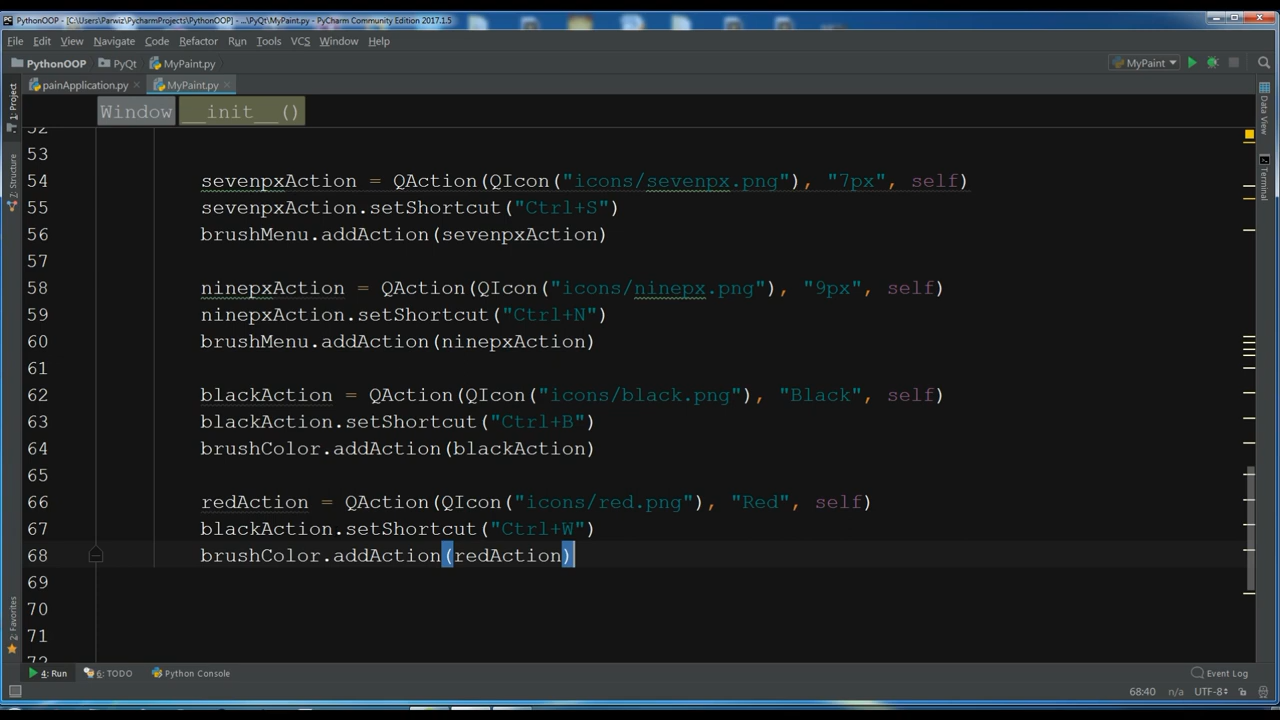 PythonOOP - [C:\Users\Parwiz\PycharmProjects\PythonOOP] - ...\PyQt\MyPaint.py - PyCharm Community Edition 2017.1.5
File Edit View Navigate Code Refactor Run Tools VCS Window Help
PythonOOP PyQt MyPaint.py MyPaint
painApplication.py MyPaint.py
Window __init__()
1: Project
Z: Structure
2: Favorites
Data View
Terminal
52
53
54 sevenpxAction = QAction(QIcon("icons/sevenpx.png"), "7px", self)
55 sevenpxAction.setShortcut("Ctrl+S")
56 brushMenu.addAction(sevenpxAction)
57
58 ninepxAction = QAction(QIcon("icons/ninepx.png"), "9px", self)
59 ninepxAction.setShortcut("Ctrl+N")
60 brushMenu.addAction(ninepxAction)
61
62 blackAction = QAction(QIcon("icons/black.png"), "Black", self)
63 blackAction.setShortcut("Ctrl+B")
64 brushColor.addAction(blackAction)
65
66 redAction = QAction(QIcon("icons/red.png"), "Red", self)
67 blackAction.setShortcut("Ctrl+W")
68 brushColor.addAction(redAction)
69
70
71
72
4: Run 6: TODO Python Console Event Log
68:40 n/a UTF-8